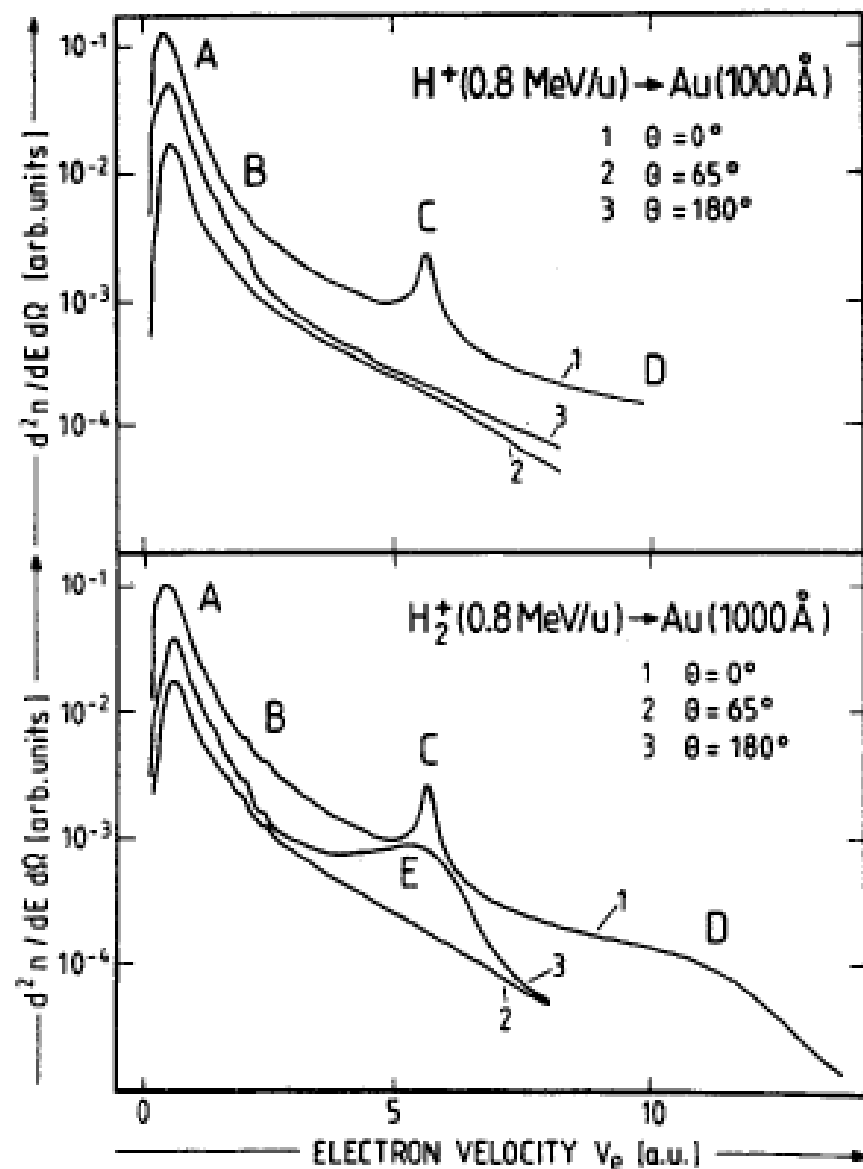 10⁻¹
A
H⁺(0.8 MeV/u)→Au(1000Å)
1 θ=0°
2 θ=65°
3 θ=180°
B
10⁻²
C
10⁻³
1
D
3
2
10⁻⁴
d²n/dE dΩ [arb. units]
10⁻¹
A
H₂⁺(0.8 MeV/u)→Au(1000Å)
1 θ=0°
2 θ=65°
3 θ=180°
B
10⁻²
C
10⁻³
E
1
D
3
2
10⁻⁴
d²n/dE dΩ [arb. units]
0 5 10
ELECTRON VELOCITY Vₑ [a.u.]